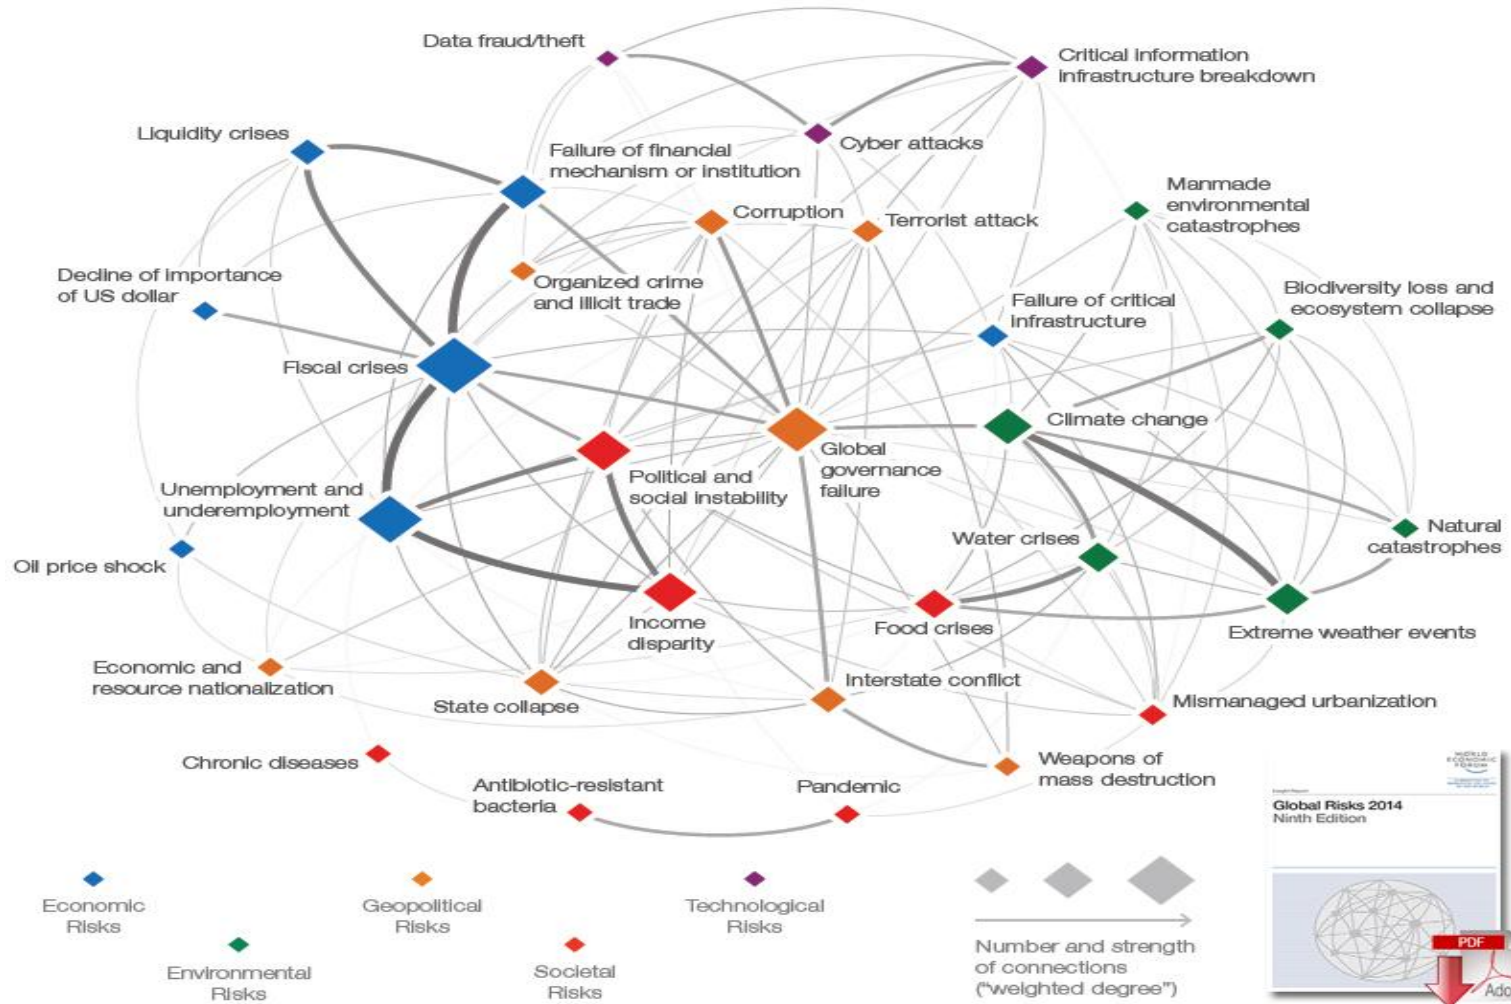 Data fraud/theft
Critical information
infrastructure breakdown
Liquidity crises
Cyber attacks
Failure of financial
mechanism or institution
Manmade
environmental
catastrophes
Corruption
Terrorist attack
Decline of importance
of US dollar
Organized crime
and illicit trade
Failure of critical
infrastructure
Biodiversity loss and
ecosystem collapse
Fiscal crises
Climate change
Global
governance
failure
Political and
social instability
Unemployment and
underemployment
Water crises
Natural
catastrophes
Oil price shock
Income
disparity
Food crises
Extreme weather events
Economic and
resource nationalization
State collapse
Interstate conflict
Mismanaged urbanization
Chronic diseases
Antibiotic-resistant
bacteria
Pandemic
Weapons of
mass destruction
WORLD
ECONOMIC
FORUM
Insight Report
Global Risks 2014
Ninth Edition
Economic
Risks
Geopolitical
Risks
Technological
Risks
Environmental
Risks
Societal
Risks
Number and strength
of connections
("weighted degree")
PDF
Ado